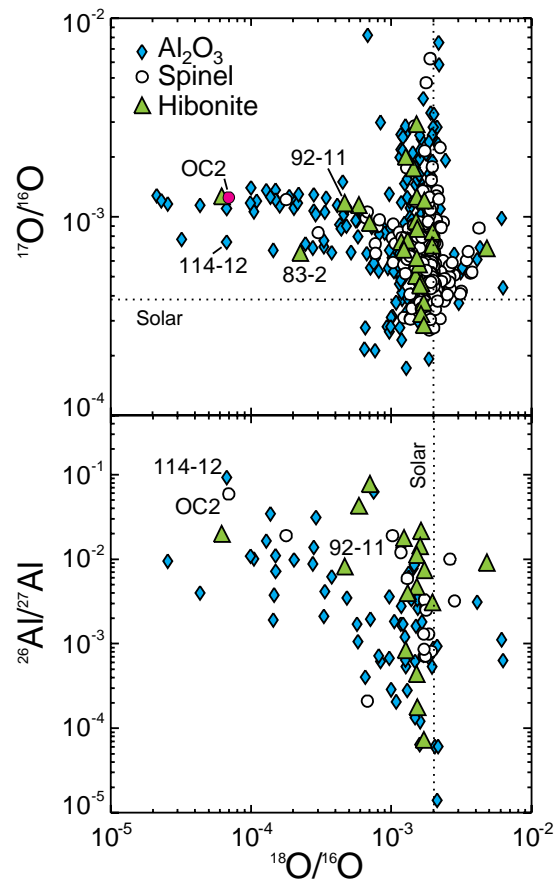 10⁻²
Al₂O₃
Spinel
Hibonite
OC2
92-11
¹⁷O/¹⁶O
10⁻³
114-12
83-2
Solar
10⁻⁴
114-12
Solar
10⁻¹
OC2
92-11
10⁻²
²⁶Al/²⁷Al
10⁻³
10⁻⁴
10⁻⁵
10⁻⁵ 10⁻⁴ 10⁻³ 10⁻²
¹⁸O/¹⁶O